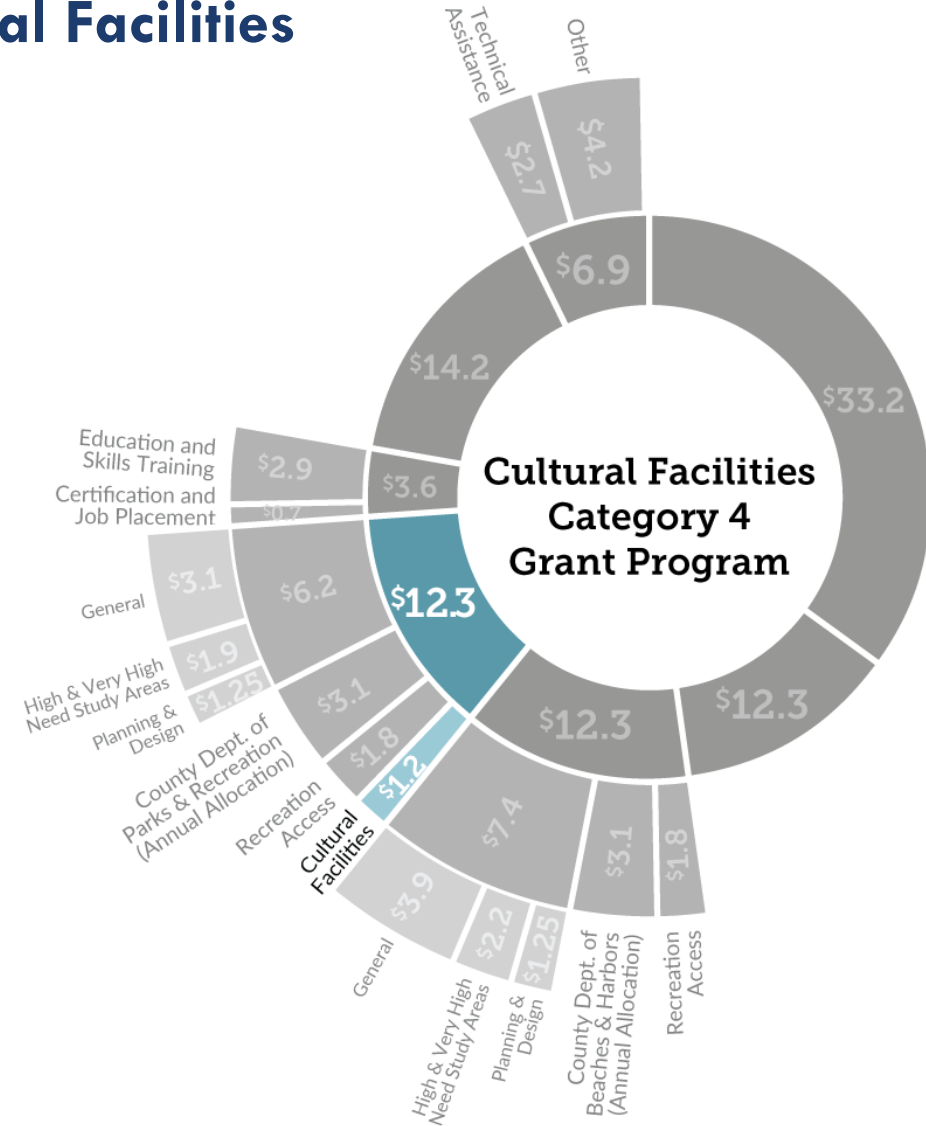 al Facilities
Technical
Assistance
Other
$2.7
$4.2
$6.9
$14.2
$33.2
Education and
Skills Training
$2.9
Certification and
Job Placement
$0.7
$3.6
Cultural Facilities
Category 4
Grant Program
$12.3
$6.2
$3.1
General
$1.9
High & Very High
Need Study Areas
$1.25
Planning &
Design
$3.1
County Dept. of
Parks & Recreation
(Annual Allocation)
$1.8
Recreation
Access
$1.2
Cultural
Facilities
$12.3
$12.3
$7.4
$3.1
$1.8
$3.9
$2.2
$1.25
General
High & Very High
Need Study Areas
Planning &
Design
County Dept. of
Beaches & Harbors
(Annual Allocation)
Recreation
Access